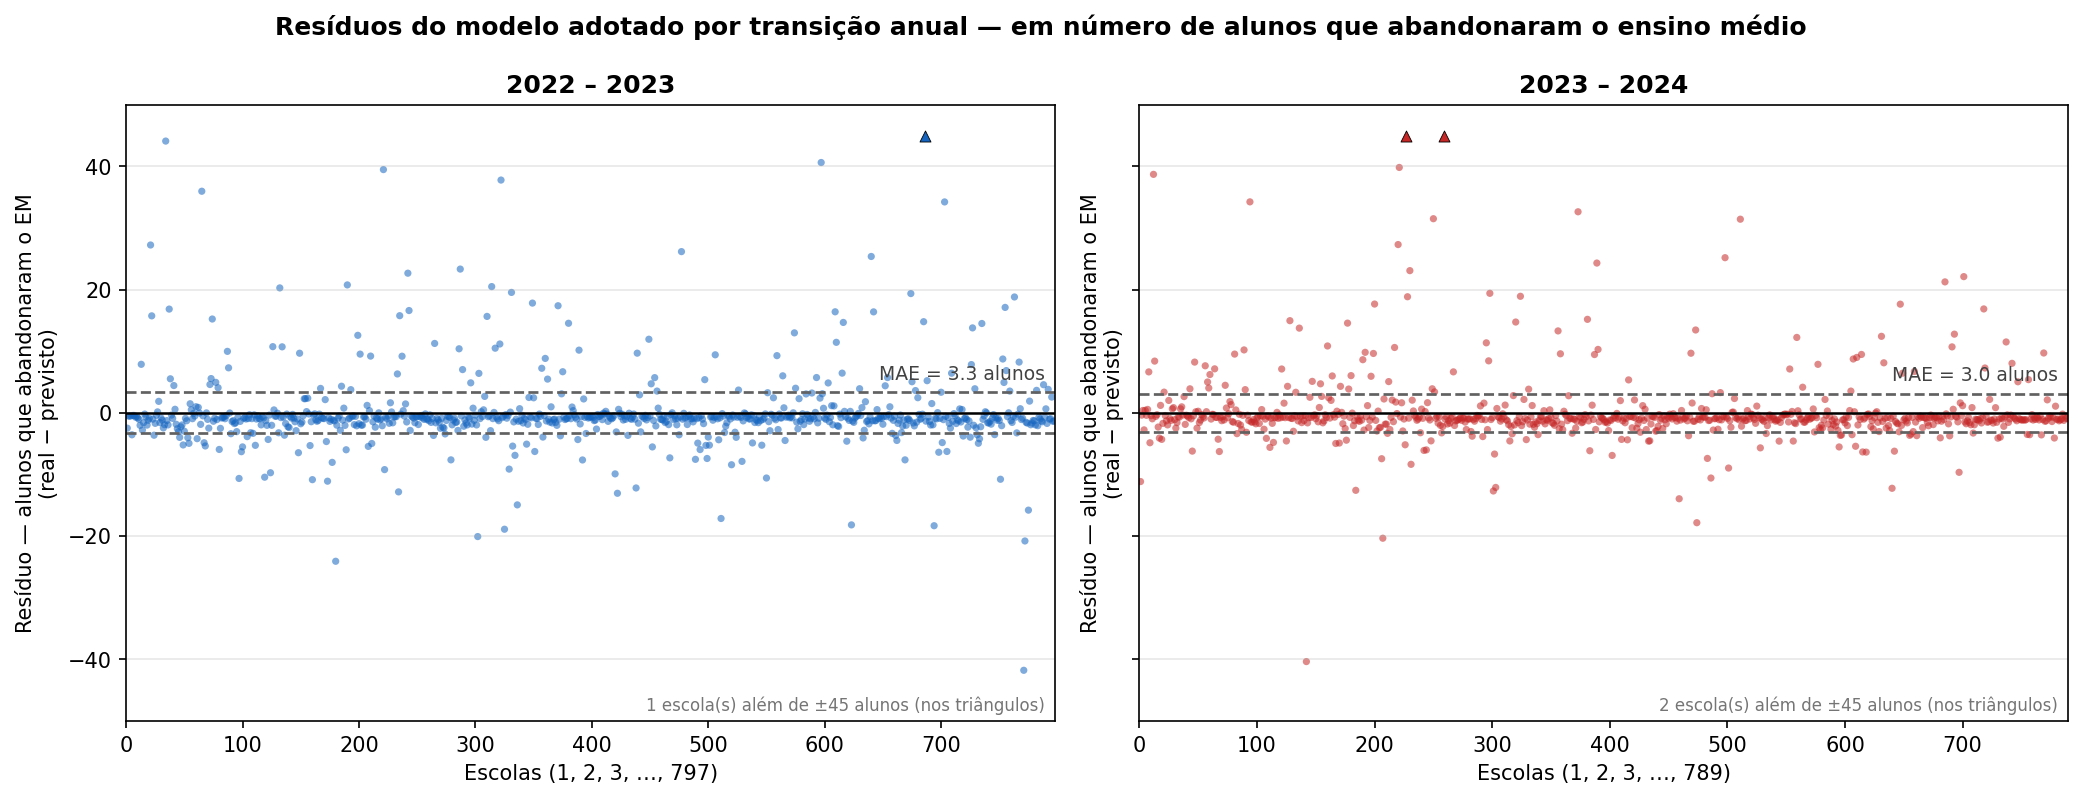 Resíduos do modelo adotado por transição anual — em número de alunos que abandonaram o ensino médio
2022 – 2023
Resíduo — alunos que abandonaram o EM
(real − previsto)
40
20
0
−20
−40
MAE = 3.3 alunos
1 escola(s) além de ±45 alunos (nos triângulos)
0 100 200 300 400 500 600 700
Escolas (1, 2, 3, ..., 797)
2023 – 2024
Resíduo — alunos que abandonaram o EM
(real − previsto)
MAE = 3.0 alunos
2 escola(s) além de ±45 alunos (nos triângulos)
0 100 200 300 400 500 600 700
Escolas (1, 2, 3, ..., 789)